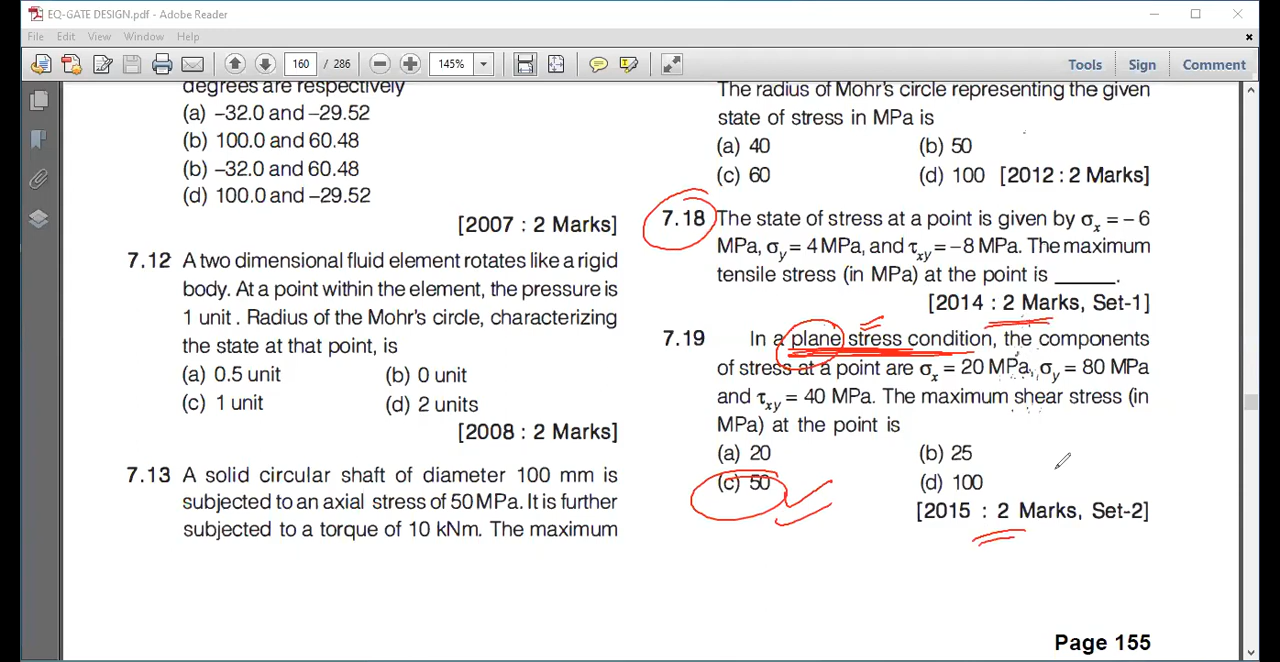 EQ-GATE DESIGN.pdf - Adobe Reader
File Edit View Window Help
160 / 286 145% Tools Sign Comment
degrees are respectively
(a) –32.0 and –29.52
(b) 100.0 and 60.48
(b) –32.0 and 60.48
(d) 100.0 and –29.52
[2007 : 2 Marks]
7.12 A two dimensional fluid element rotates like a rigid
body. At a point within the element, the pressure is
1 unit . Radius of the Mohr's circle, characterizing
the state at that point, is
(a) 0.5 unit (b) 0 unit
(c) 1 unit (d) 2 units
[2008 : 2 Marks]
7.13 A solid circular shaft of diameter 100 mm is
subjected to an axial stress of 50 MPa. It is further
subjected to a torque of 10 kNm. The maximum
The radius of Mohr's circle representing the given
state of stress in MPa is
(a) 40 (b) 50
(c) 60 (d) 100 [2012 : 2 Marks]
7.18 The state of stress at a point is given by σx = – 6
MPa, σy = 4 MPa, and τxy = –8 MPa. The maximum
tensile stress (in MPa) at the point is ______.
[2014 : 2 Marks, Set-1]
7.19 In a plane stress condition, the components
of stress at a point are σx = 20 MPa, σy = 80 MPa
and τxy = 40 MPa. The maximum shear stress (in
MPa) at the point is
(a) 20 (b) 25
(c) 50 (d) 100
[2015 : 2 Marks, Set-2]
Page 155